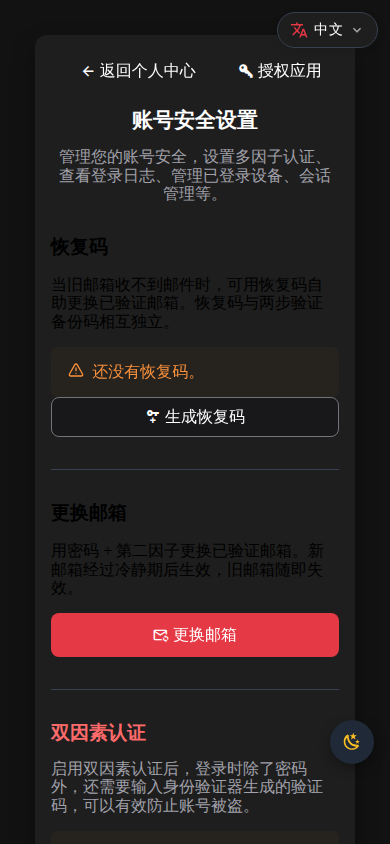 中文
返回个人中心
授权应用
账号安全设置
管理您的账号安全，设置多因子认证、
查看登录日志、管理已登录设备、会话
管理等。
恢复码
当旧邮箱收不到邮件时，可用恢复码自
助更换已验证邮箱。恢复码与两步验证
备份码相互独立。
还没有恢复码。
生成恢复码
更换邮箱
用密码 + 第二因子更换已验证邮箱。新
邮箱经过冷静期后生效，旧邮箱随即失
效。
更换邮箱
双因素认证
启用双因素认证后，登录时除了密码
外，还需要输入身份验证器生成的验证
码，可以有效防止账号被盗。